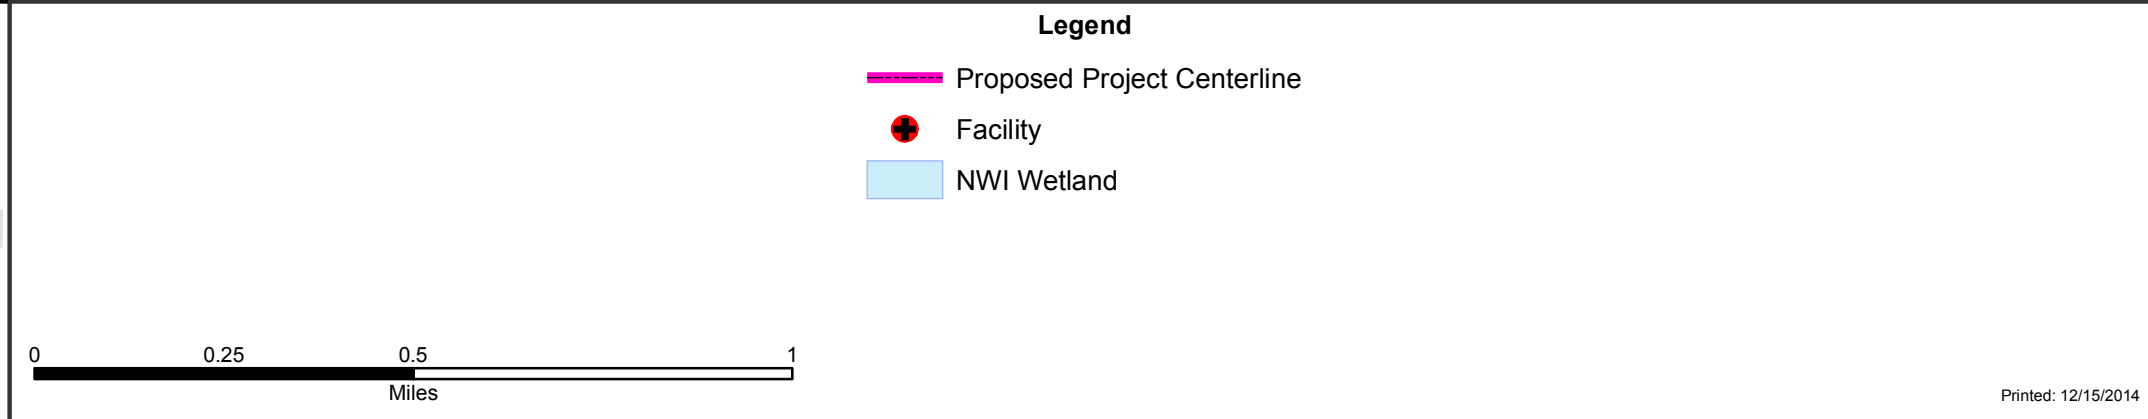 Legend
Proposed Project Centerline
Facility
NWI Wetland
0 0.25 0.5 1
Miles
Printed: 12/15/2014